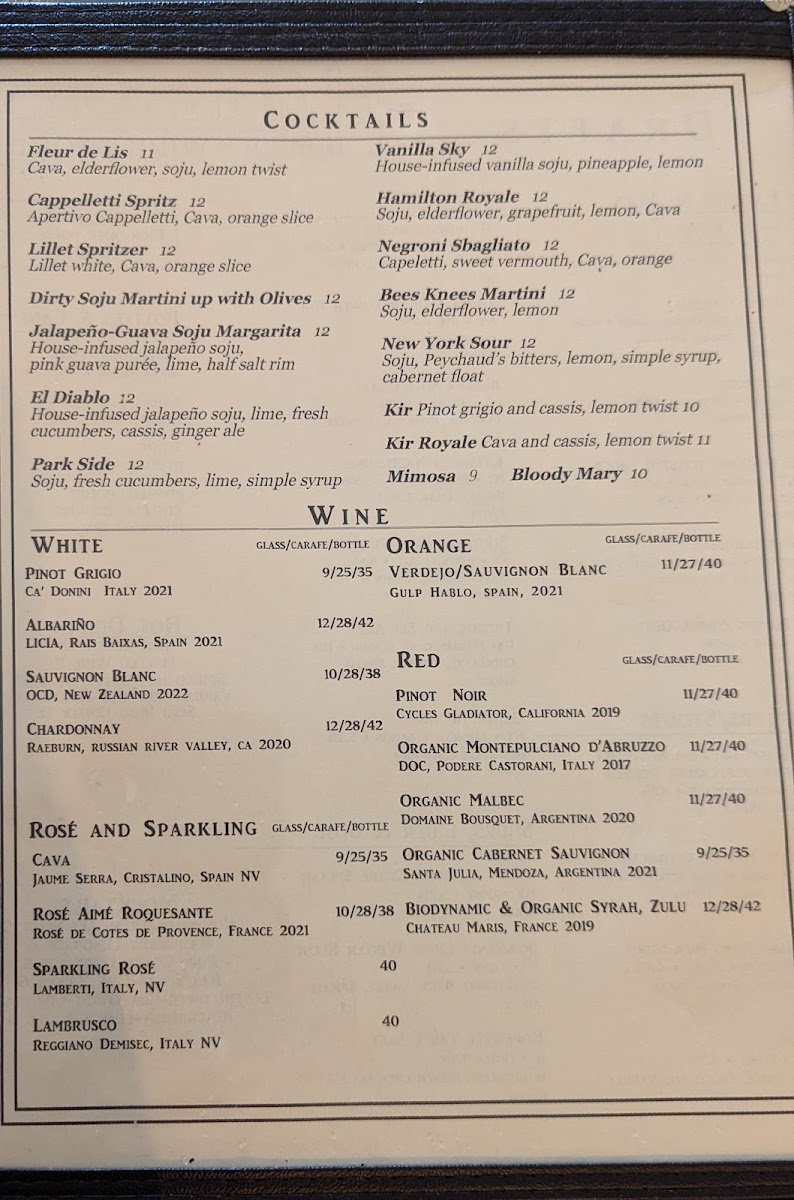 COCKTAILS
Fleur de Lis 11
Cava, elderflower, soju, lemon twist
Cappelletti Spritz 12
Apertivo Cappelletti, Cava, orange slice
Lillet Spritzer 12
Lillet white, Cava, orange slice
Dirty Soju Martini up with Olives 12
Jalapeño-Guava Soju Margarita 12
House-infused jalapeño soju,
pink guava purée, lime, half salt rim
El Diablo 12
House-infused jalapeño soju, lime, fresh
cucumbers, cassis, ginger ale
Park Side 12
Soju, fresh cucumbers, lime, simple syrup
Vanilla Sky 12
House-infused vanilla soju, pineapple, lemon
Hamilton Royale 12
Soju, elderflower, grapefruit, lemon, Cava
Negroni Sbagliato 12
Capeletti, sweet vermouth, Cava, orange
Bees Knees Martini 12
Soju, elderflower, lemon
New York Sour 12
Soju, Peychaud's bitters, lemon, simple syrup,
cabernet float
Kir Pinot grigio and cassis, lemon twist 10
Kir Royale Cava and cassis, lemon twist 11
Mimosa 9 Bloody Mary 10
WINE
WHITE GLASS/CARAFE/BOTTLE
PINOT GRIGIO 9/25/35
CA' DONINI ITALY 2021
ALBARIÑO 12/28/42
LICIA, RAIS BAIXAS, SPAIN 2021
SAUVIGNON BLANC 10/28/38
OCD, NEW ZEALAND 2022
CHARDONNAY 12/28/42
RAEBURN, RUSSIAN RIVER VALLEY, CA 2020
ROSÉ AND SPARKLING GLASS/CARAFE/BOTTLE
CAVA 9/25/35
JAUME SERRA, CRISTALINO, SPAIN NV
ROSÉ AIMÉ ROQUESANTE 10/28/38
ROSÉ DE COTES DE PROVENCE, FRANCE 2021
SPARKLING ROSÉ 40
LAMBERTI, ITALY, NV
LAMBRUSCO 40
REGGIANO DEMISEC, ITALY NV
ORANGE GLASS/CARAFE/BOTTLE
VERDEJO/SAUVIGNON BLANC 11/27/40
GULP HABLO, SPAIN, 2021
RED GLASS/CARAFE/BOTTLE
PINOT NOIR 11/27/40
CYCLES GLADIATOR, CALIFORNIA 2019
ORGANIC MONTEPULCIANO D'ABRUZZO 11/27/40
DOC, PODERE CASTORANI, ITALY 2017
ORGANIC MALBEC 11/27/40
DOMAINE BOUSQUET, ARGENTINA 2020
ORGANIC CABERNET SAUVIGNON 9/25/35
SANTA JULIA, MENDOZA, ARGENTINA 2021
BIODYNAMIC & ORGANIC SYRAH, ZULU 12/28/42
CHATEAU MARIS, FRANCE 2019